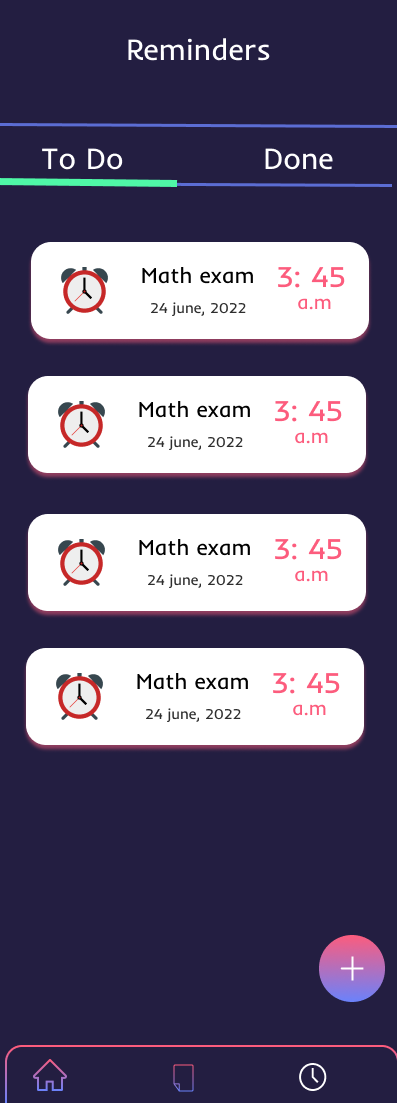 Reminders
To Do
Done
Math exam
24 june, 2022
3: 45
a.m
Math exam
24 june, 2022
3: 45
a.m
Math exam
24 june, 2022
3: 45
a.m
Math exam
24 june, 2022
3: 45
a.m